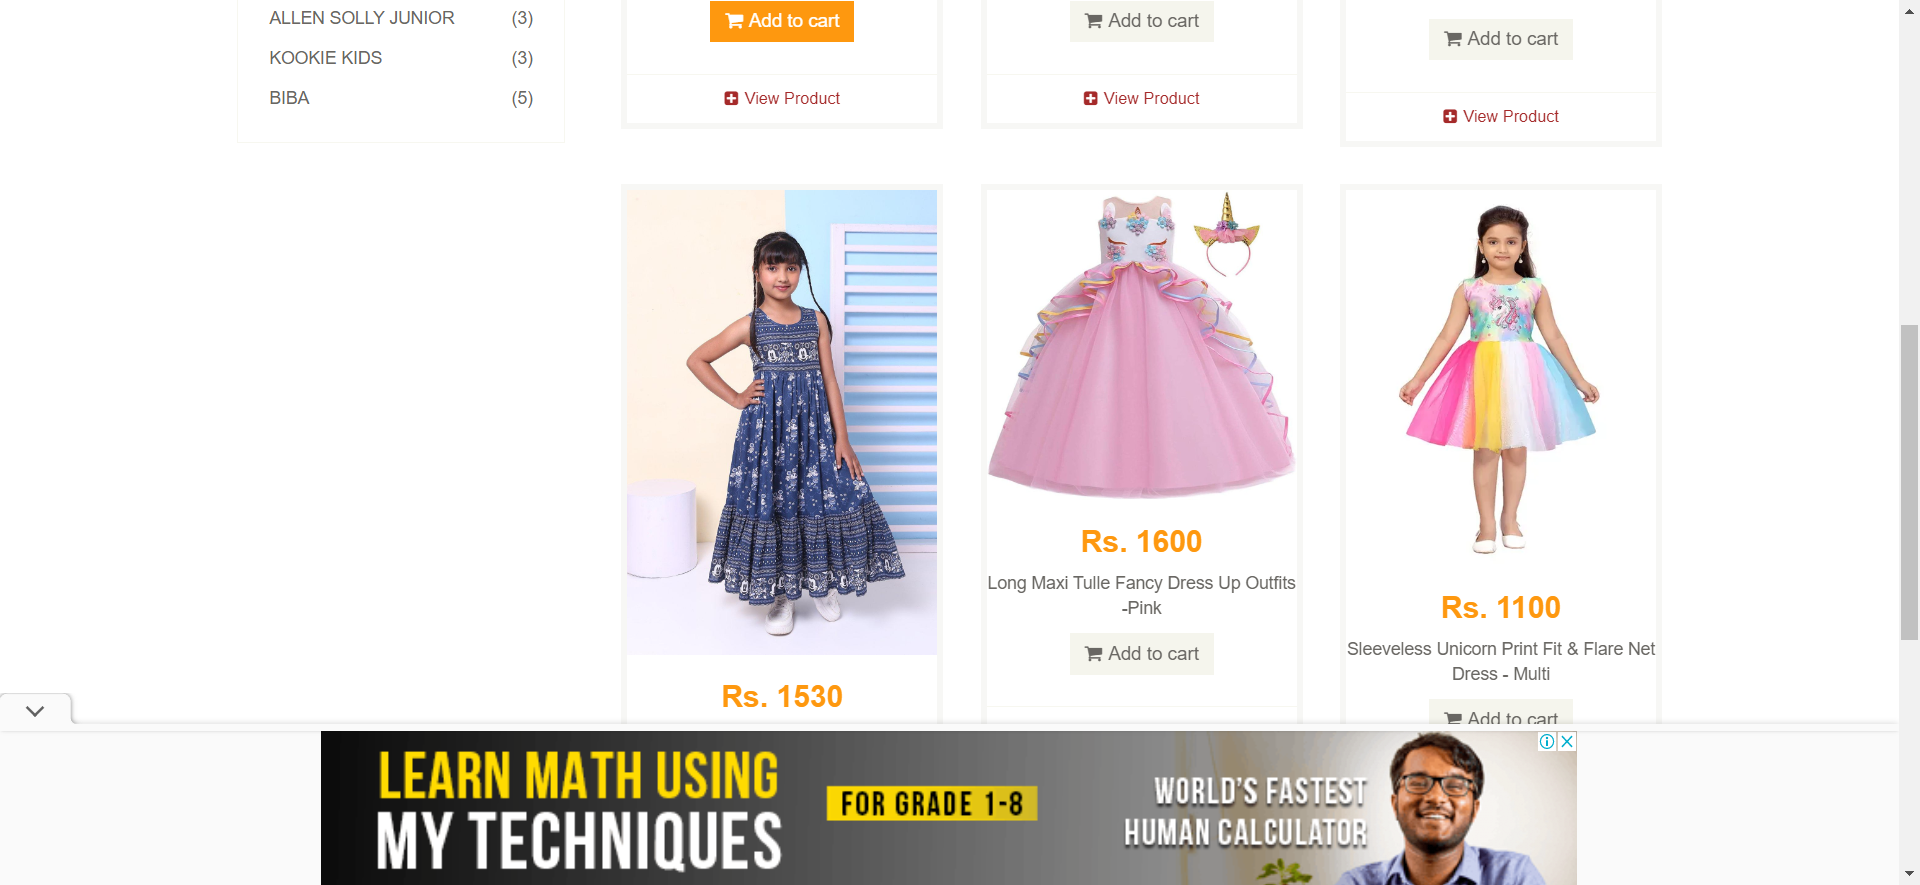 ALLEN SOLLY JUNIOR (3)
KOOKIE KIDS (3)
BIBA (5)
Add to cart
View Product
Add to cart
View Product
Add to cart
View Product
Rs. 1530
Rs. 1600
Long Maxi Tulle Fancy Dress Up Outfits
-Pink
Add to cart
Rs. 1100
Sleeveless Unicorn Print Fit & Flare Net
Dress - Multi
Add to cart
LEARN MATH USING
MY TECHNIQUES
FOR GRADE 1-8
WORLD'S FASTEST
HUMAN CALCULATOR